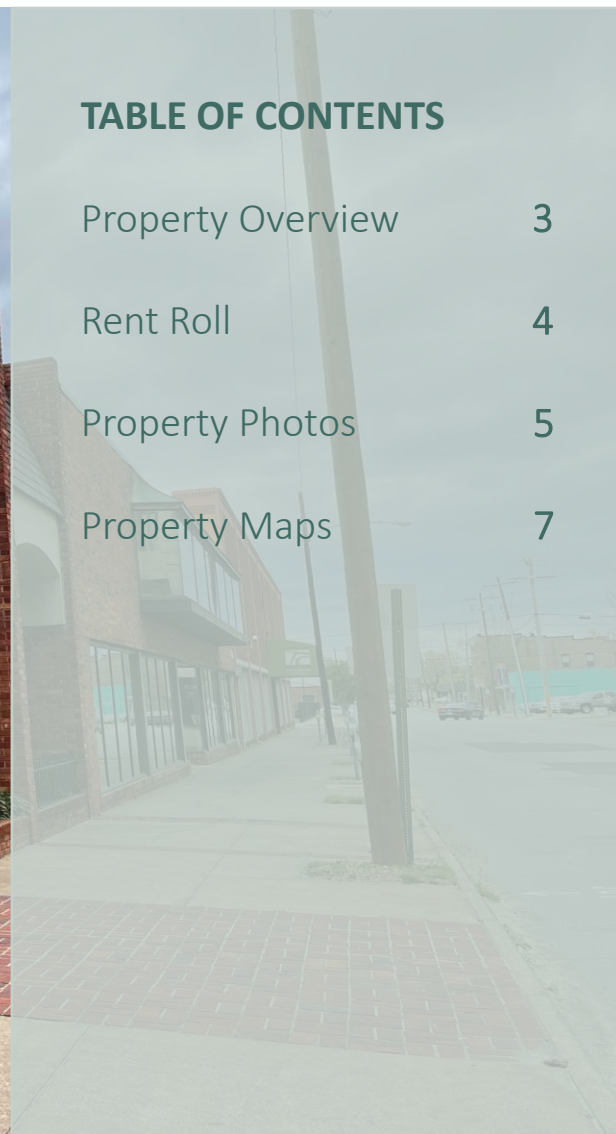 TABLE OF CONTENTS
Property Overview 3
Rent Roll 4
Property Photos 5
Property Maps 7